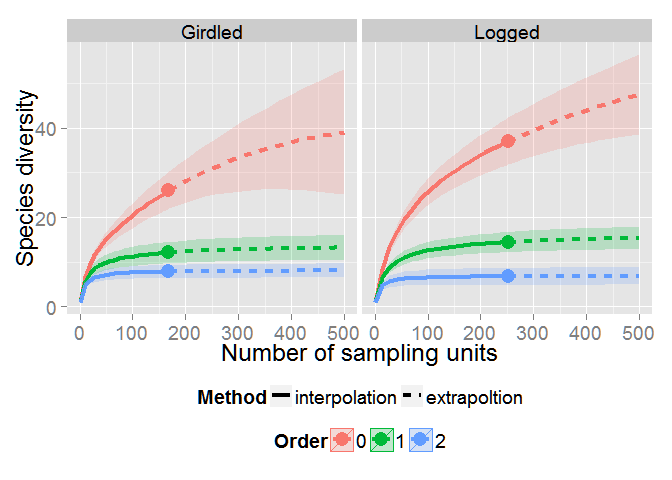 Girdled Logged
Species diversity
40
20
0
0 100 200 300 400 500 0 100 200 300 400 500
Number of sampling units
Method interpolation extrapoltion
Order 0 1 2